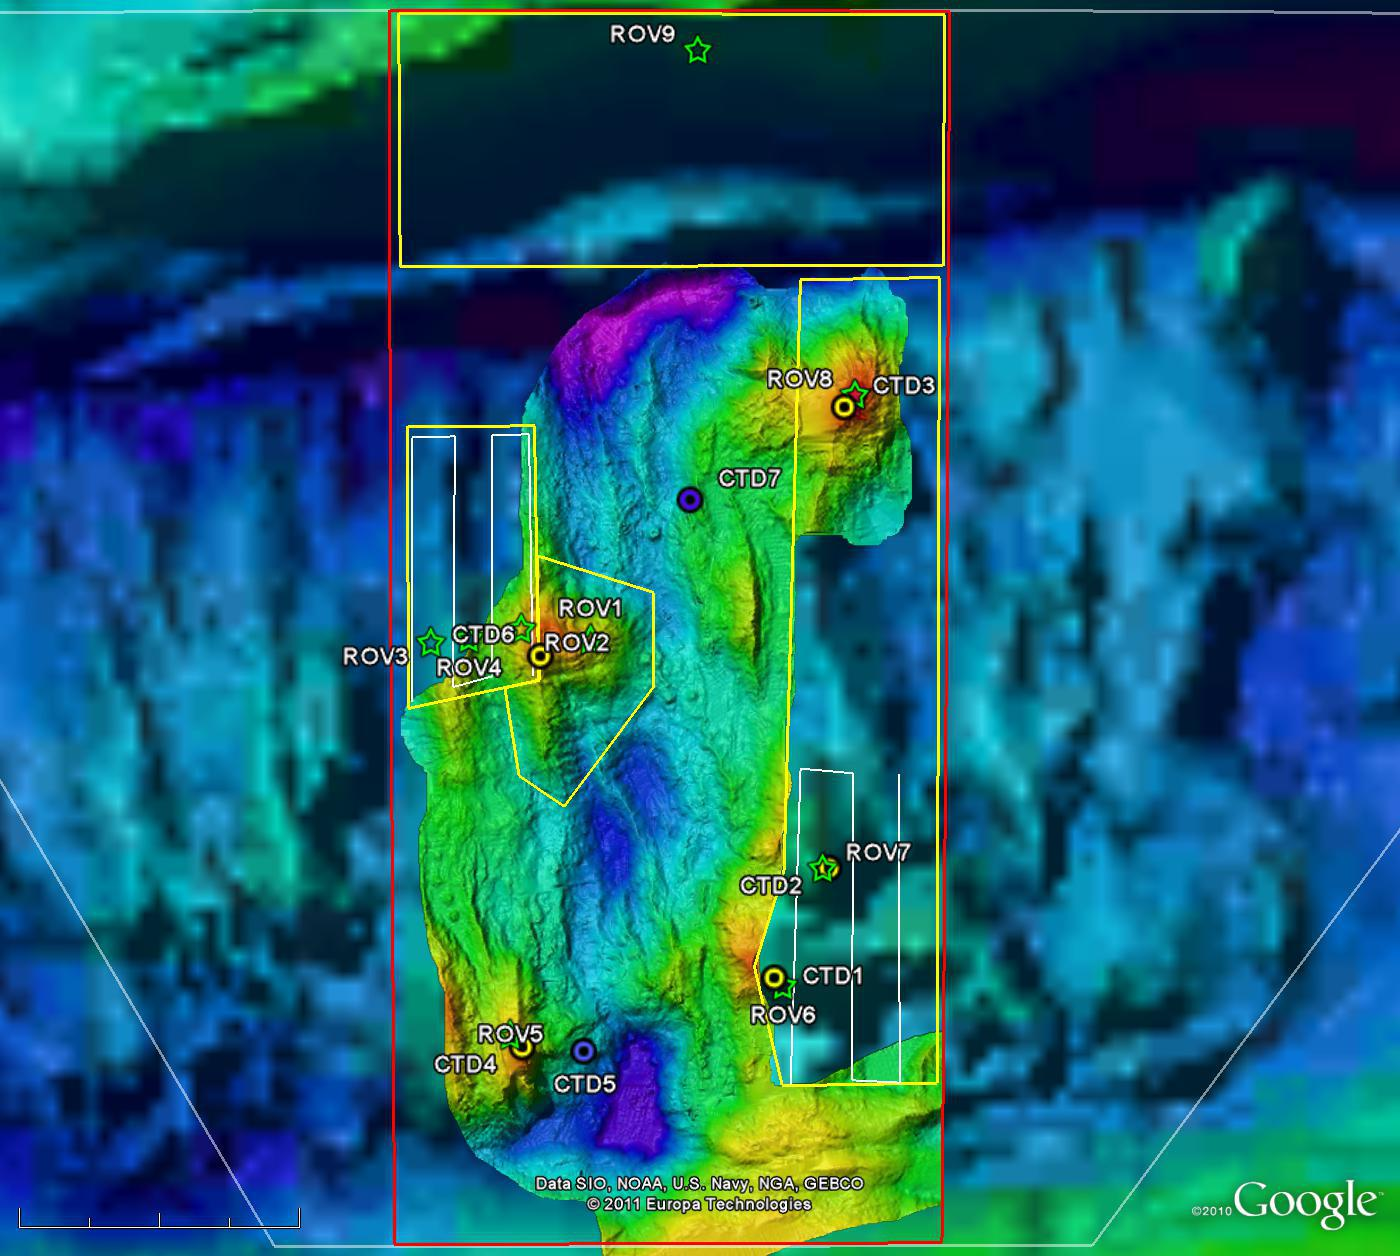 ROV9
ROV8
CTD3
CTD7
ROV1
CTD6
ROV2
ROV3
ROV4
ROV7
CTD2
CTD1
ROV6
ROV5
CTD4
CTD5
Data SIO, NOAA, U.S. Navy, NGA, GEBCO
© 2011 Europa Technologies
©2010 Google™